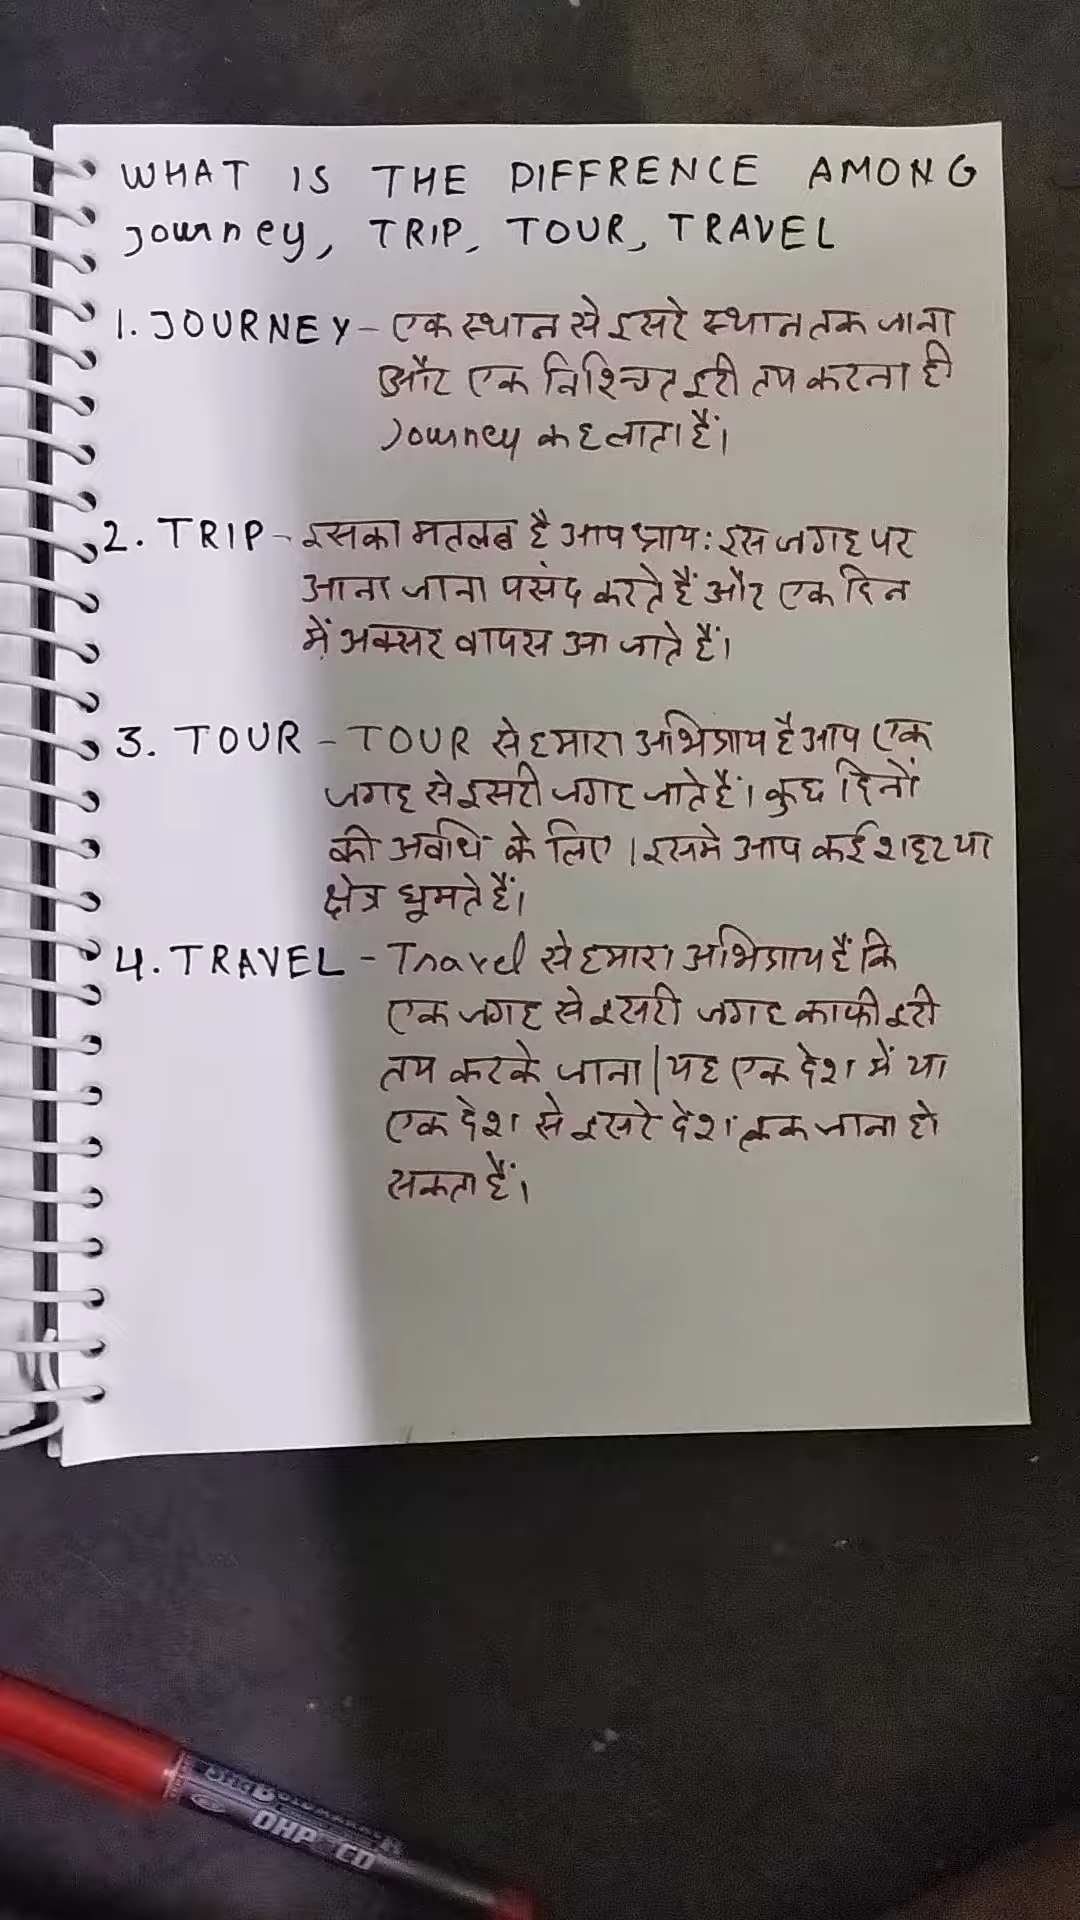 WHAT IS THE DIFFRENCE AMONG
Journey, TRIP, TOUR, TRAVEL
1. JOURNEY - एक स्थान से दूसरे स्थान तक जाना
और एक निश्चित दूरी तय करना ही
Journey कहलाता हैं।
2. TRIP - इसका मतलब है आप प्राय: इस जगह पर
आना जाना पसंद करते हैं और एक दिन
में अक्सर वापस आ जाते हैं।
3. TOUR - TOUR से हमारा अभिप्राय है आप एक
जगह से दूसरी जगह जाते हैं। कुछ दिनों
की अवधि के लिए। इसमे आप कई शहर या
क्षेत्र घूमते हैं।
4. TRAVEL - Travel से हमारा अभिप्राय हैं कि
एक जगह से दूसरी जगह काफी दूरी
तय करके जाना। यह एक देश में या
एक देश से दूसरे देश तक जाना हो
सकता हैं।
OHP CD